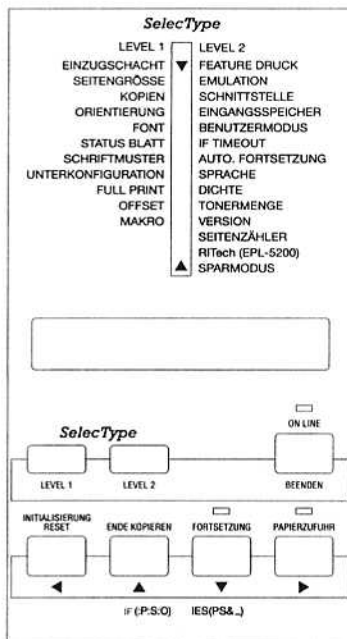 SelecType
LEVEL 1 LEVEL 2
EINZUGSCHACHT ▼ FEATURE DRUCK
SEITENGRÖSSE EMULATION
KOPIEN SCHNITTSTELLE
ORIENTIERUNG EINGANGSSPEICHER
FONT BENUTZERMODUS
STATUS BLATT IF TIMEOUT
SCHRIFTMUSTER AUTO. FORTSETZUNG
UNTERKONFIGURATION SPRACHE
FULL PRINT DICHTE
OFFSET TONERMENGE
MAKRO VERSION
SEITENZÄHLER
RITech (EPL-5200)
▲ SPARMODUS
ON LINE
SelecType
LEVEL 1 LEVEL 2 BEENDEN
INITIALISIERUNG
RESET ENDE KOPIEREN FORTSETZUNG PAPIERZUFUHR
◀ ▲ ▼ ▶
IF (:P:S:O) IES(PS&..)